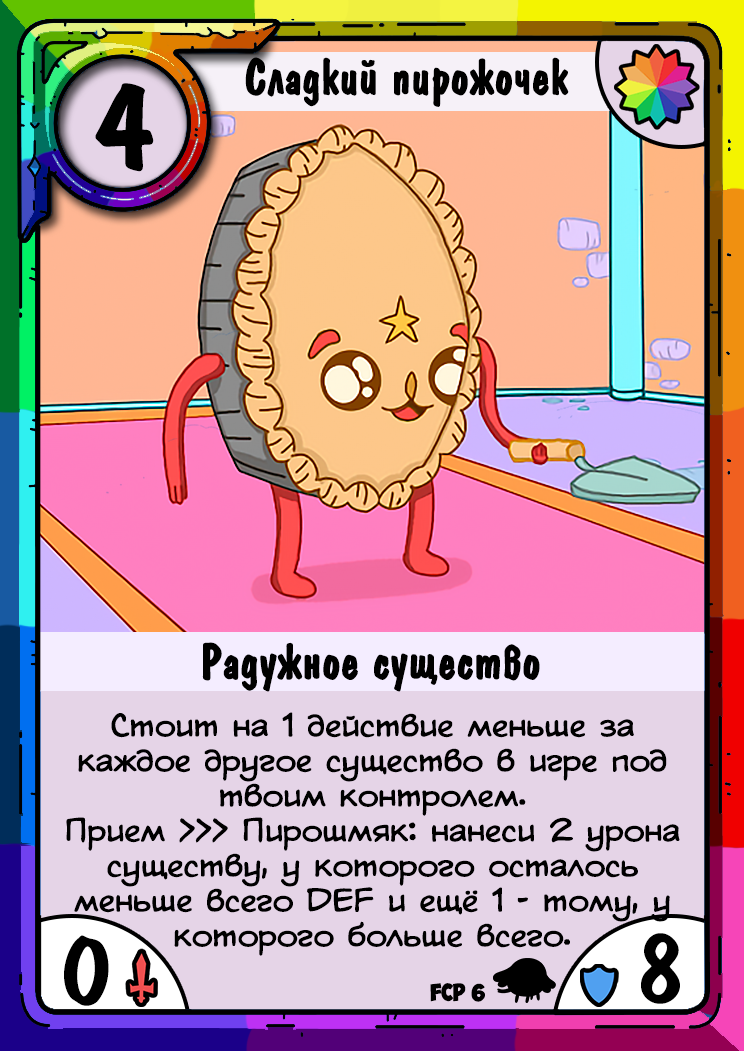 4
Сладкий пирожочек
Радужное существо
Стоит на 1 действие меньше за
каждое другое существо в игре под
твоим контролем.
Прием >>> Пирошмяк: нанеси 2 урона
существу, у которого осталось
меньше всего DEF и ещё 1 - тому, у
которого больше всего.
0
FCP 6
8